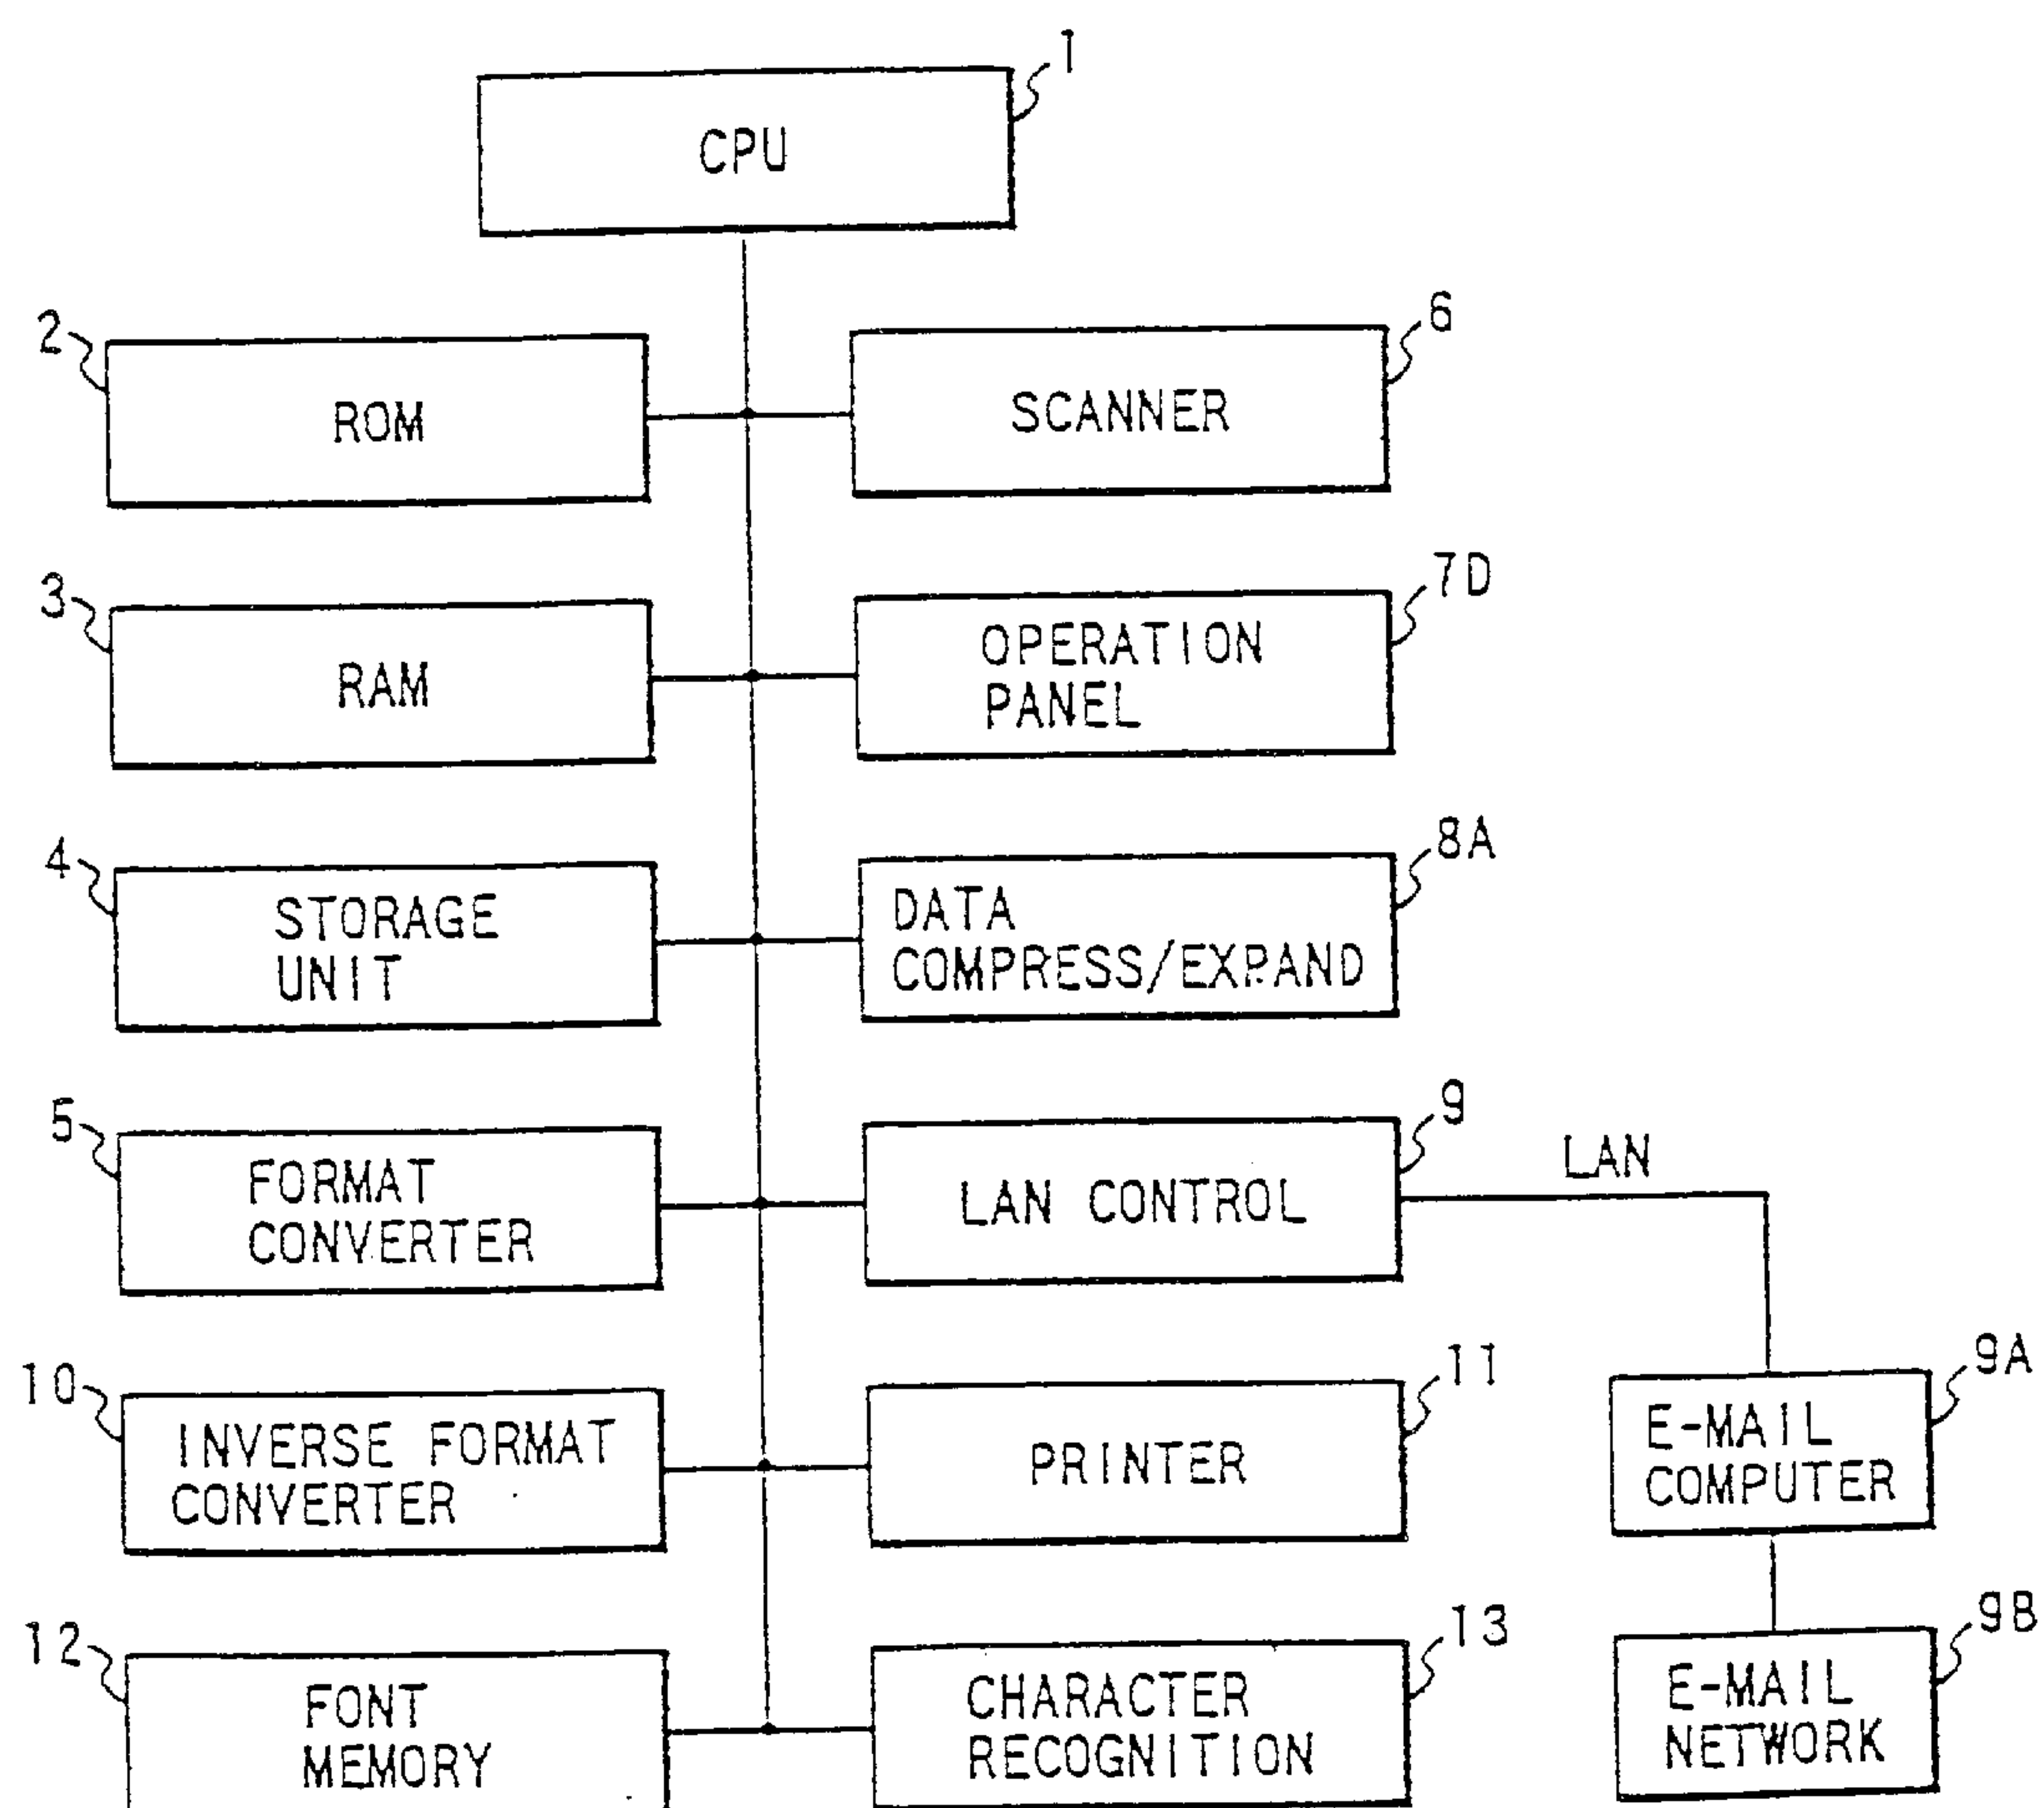 1
CPU
2
ROM
6
SCANNER
3
RAM
7D
OPERATION
PANEL
4
STORAGE
UNIT
8A
DATA
COMPRESS/EXPAND
5
FORMAT
CONVERTER
9
LAN CONTROL
LAN
10
INVERSE FORMAT
CONVERTER
11
PRINTER
9A
E-MAIL
COMPUTER
12
FONT
MEMORY
13
CHARACTER
RECOGNITION
9B
E-MAIL
NETWORK